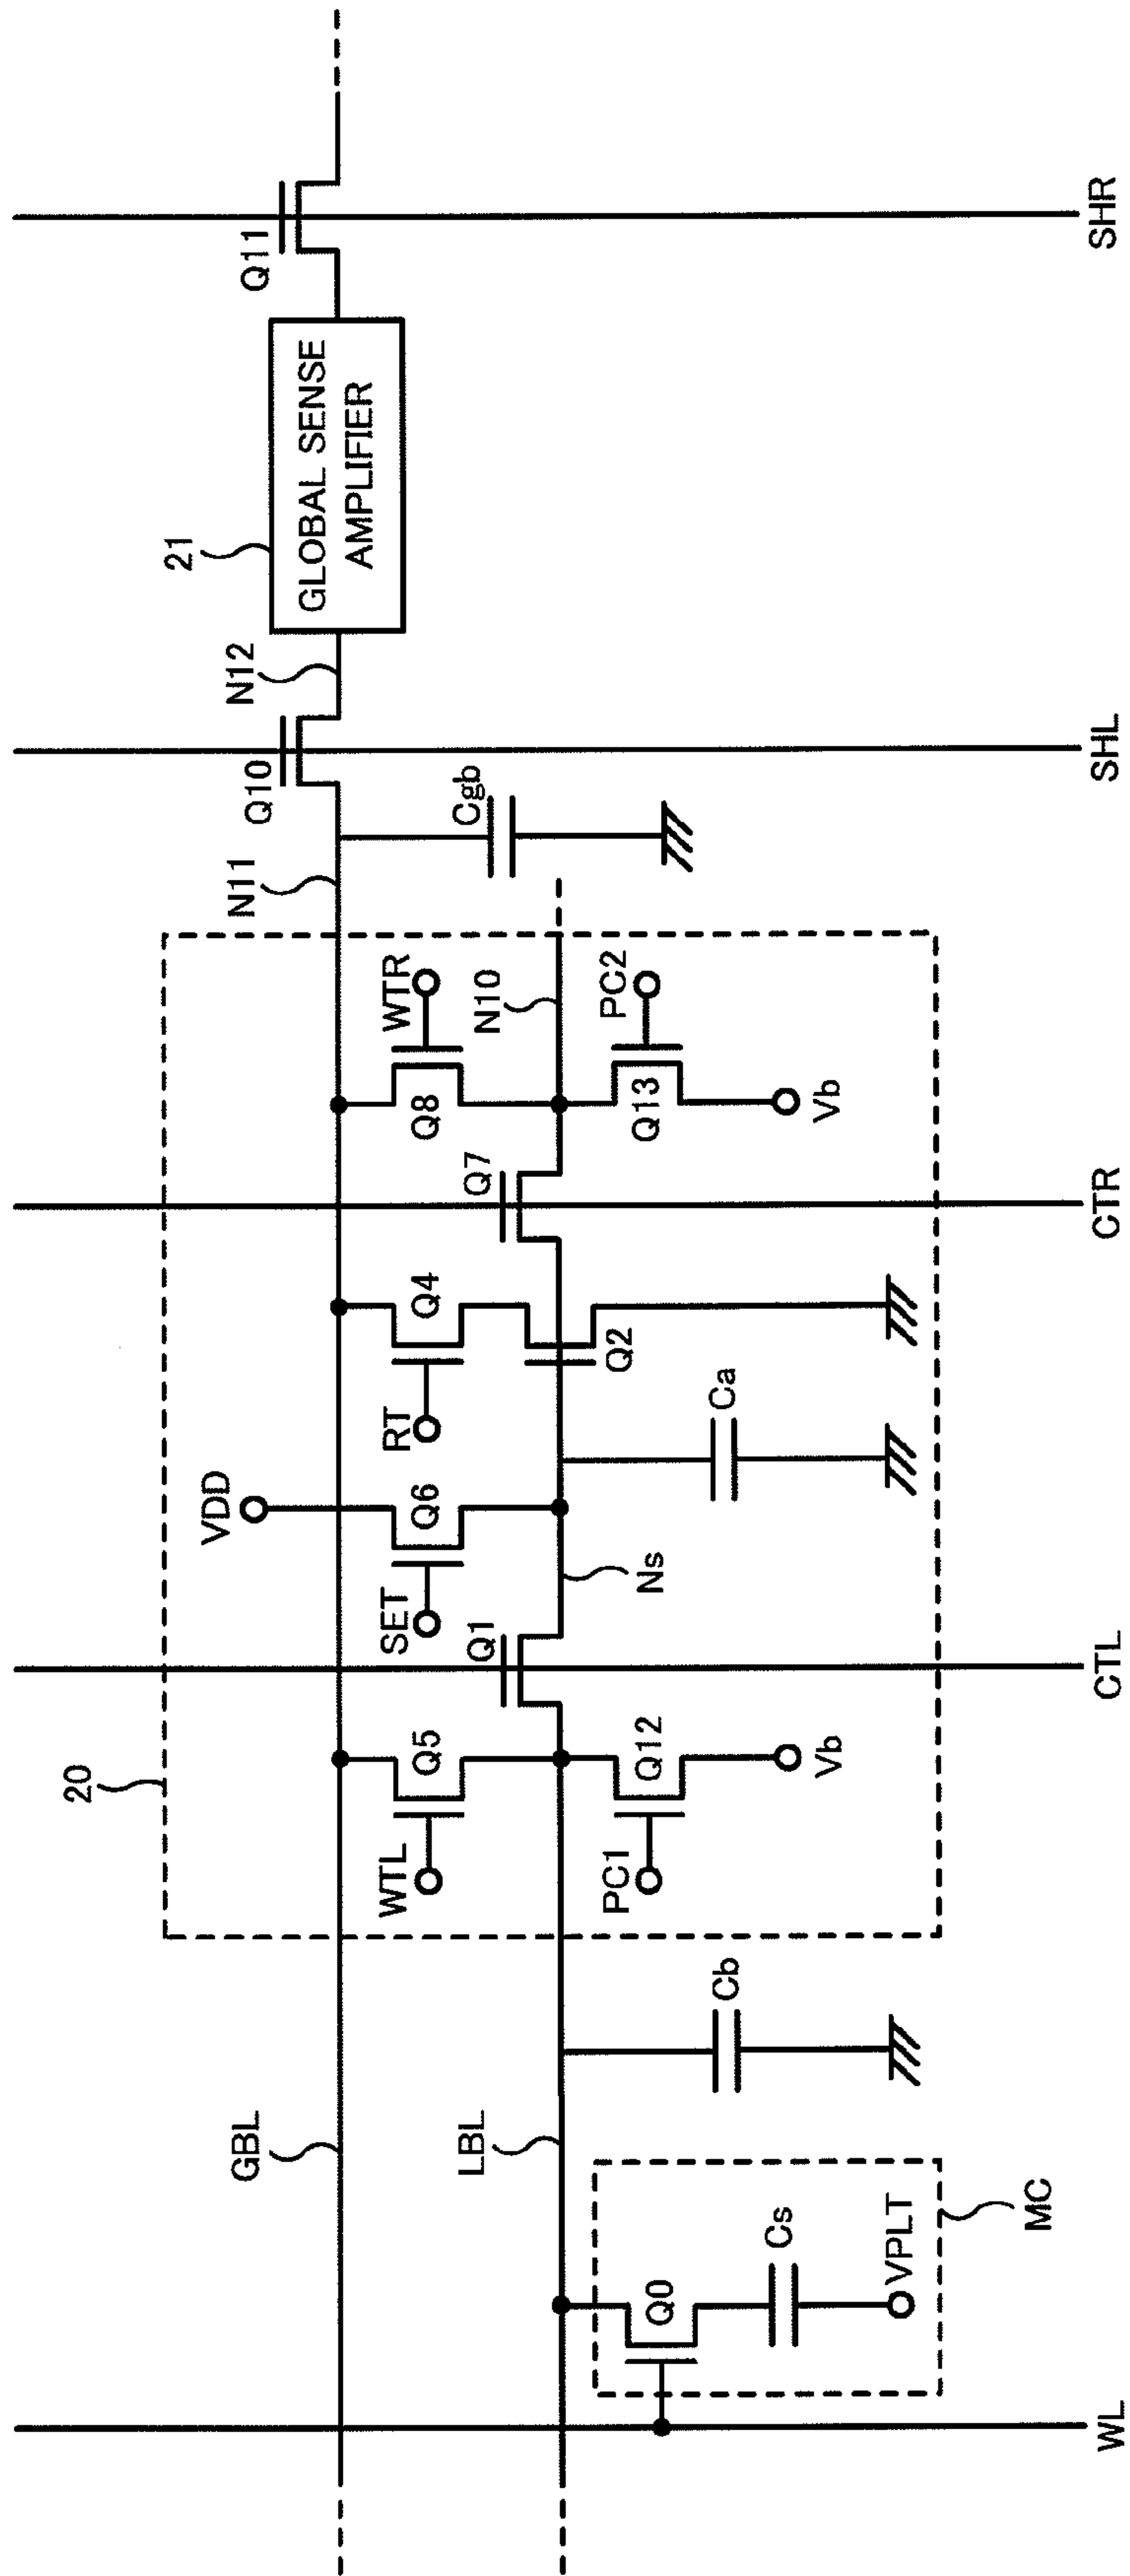 GBL
20
VDD
N11
Q10
N12
21
GLOBAL SENSE
AMPLIFIER
Q11
WTL
Q5
SET
Q6
RT
Q4
Q8
WTR
Cgb
LBL
Q1
Ns
Q2
Q7
N10
Q0
Cs
VPLT
MC
Cb
PC1
Q12
Vb
Ca
Q13
PC2
Vb
WL
CTL
CTR
SHL
SHR